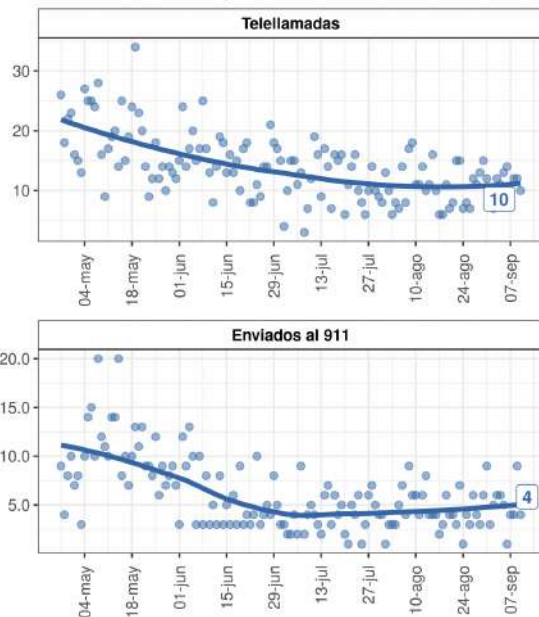 Telellamadas
30
20
10
10
04-may
18-may
01-jun
15-jun
29-jun
13-jul
27-jul
10-ago
24-ago
07-sep
Enviados al 911
20.0
15.0
10.0
5.0
4
04-may
18-may
01-jun
15-jun
29-jun
13-jul
27-jul
10-ago
24-ago
07-sep